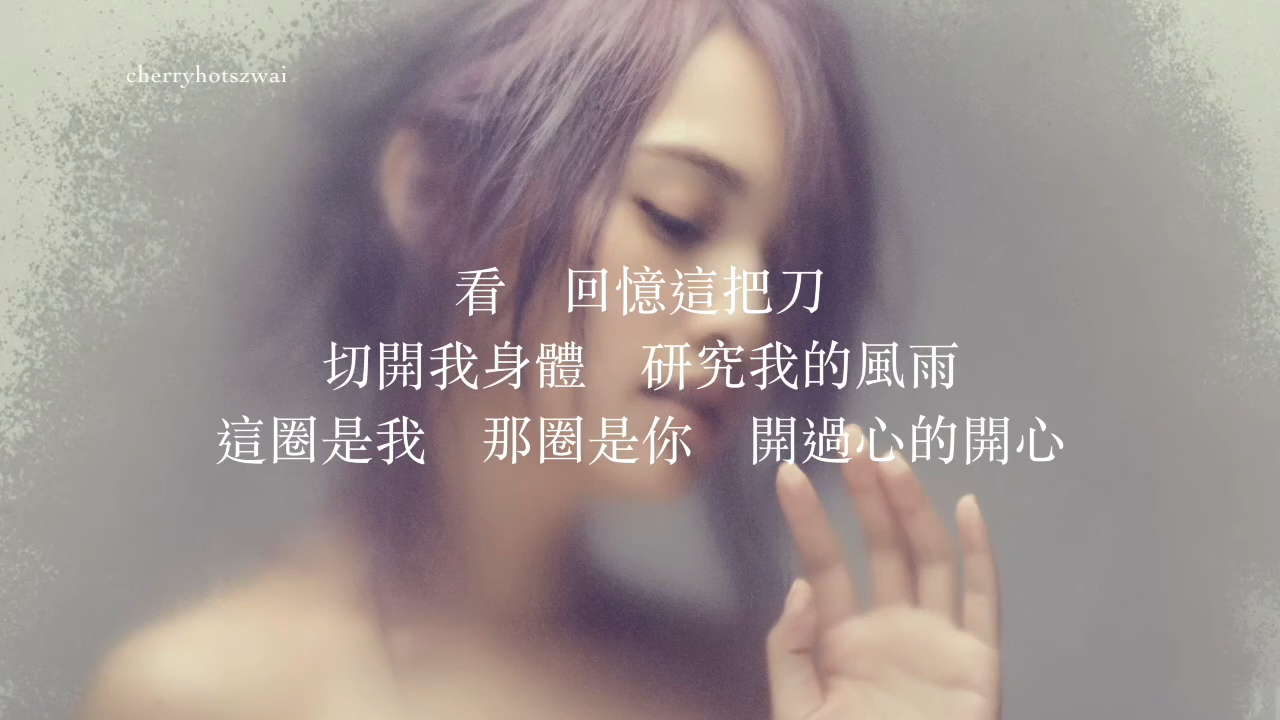 cherryhotszwai
看　回憶這把刀
切開我身體　研究我的風雨
這圈是我　那圈是你　開過心的開心